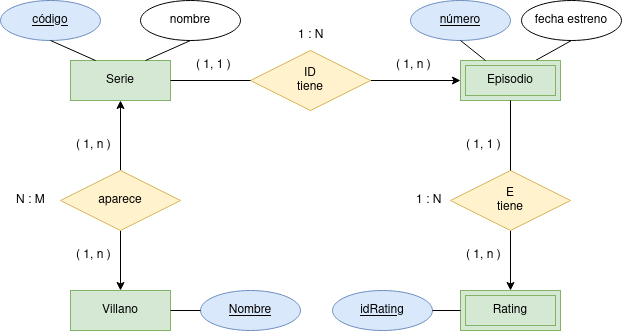 código
nombre
número
fecha estreno
1 : N
Serie
( 1, 1 )
ID
tiene
( 1, n )
Episodio
( 1, n )
( 1, 1 )
N : M
aparece
1 : N
E
tiene
( 1, n )
( 1, n )
Villano
Nombre
idRating
Rating